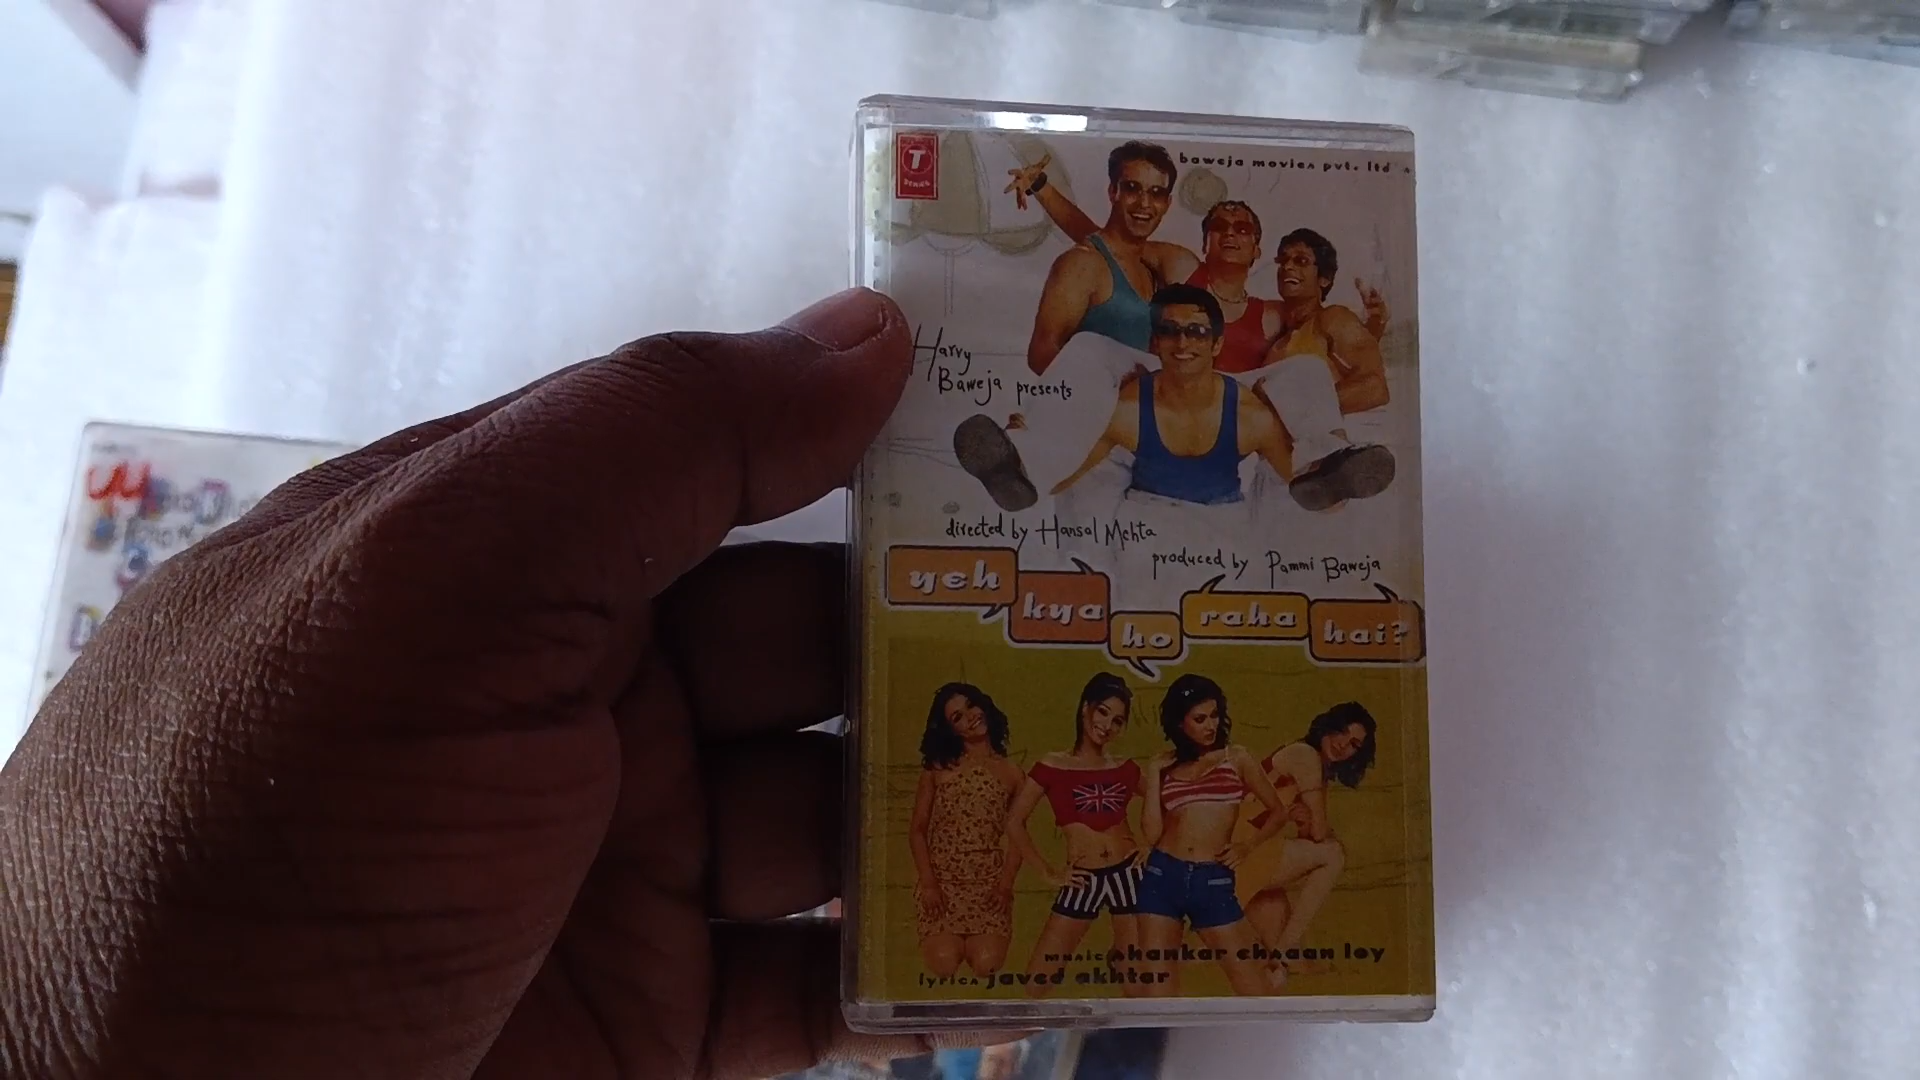 T
SERIES
baweja movies pvt. ltd's
Harry
Baweja presents
directed by Hansal Mehta
produced by Pammi Baweja
yeh kya ho raha hai?
music shankar ehsaan loy
lyrics javed akhtar